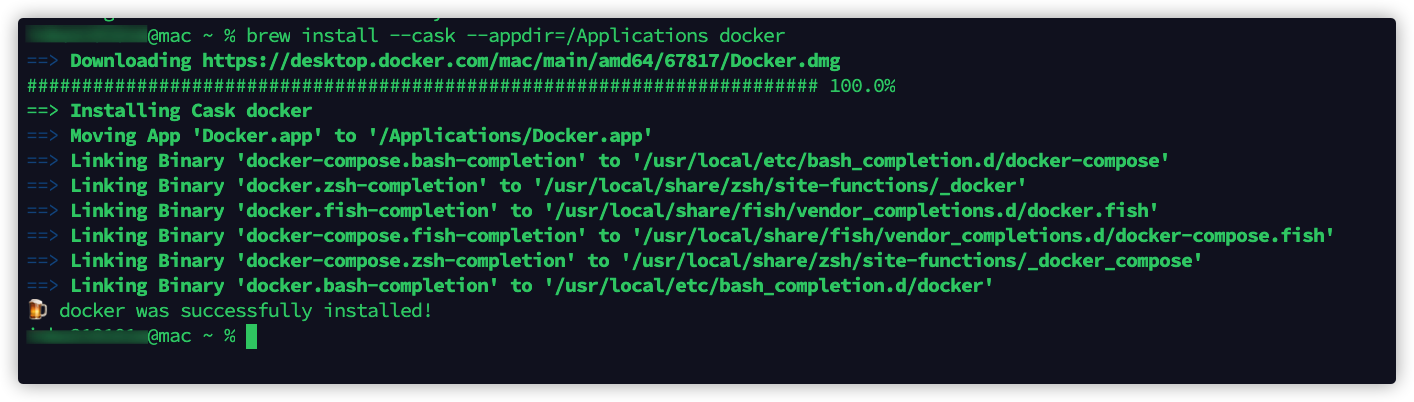 @mac ~ % brew install --cask --appdir=/Applications docker
==> Downloading https://desktop.docker.com/mac/main/amd64/67817/Docker.dmg
######################################################################## 100.0%
==> Installing Cask docker
==> Moving App 'Docker.app' to '/Applications/Docker.app'
==> Linking Binary 'docker-compose.bash-completion' to '/usr/local/etc/bash_completion.d/docker-compose'
==> Linking Binary 'docker.zsh-completion' to '/usr/local/share/zsh/site-functions/_docker'
==> Linking Binary 'docker.fish-completion' to '/usr/local/share/fish/vendor_completions.d/docker.fish'
==> Linking Binary 'docker-compose.fish-completion' to '/usr/local/share/fish/vendor_completions.d/docker-compose.fish'
==> Linking Binary 'docker-compose.zsh-completion' to '/usr/local/share/zsh/site-functions/_docker_compose'
==> Linking Binary 'docker.bash-completion' to '/usr/local/etc/bash_completion.d/docker'
🍺 docker was successfully installed!
@mac ~ %